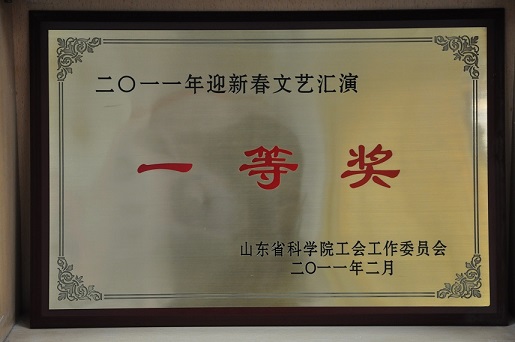 二〇一一年迎新春文艺汇演
一等奖
山东省科学院工会工作委员会
二〇一一年二月